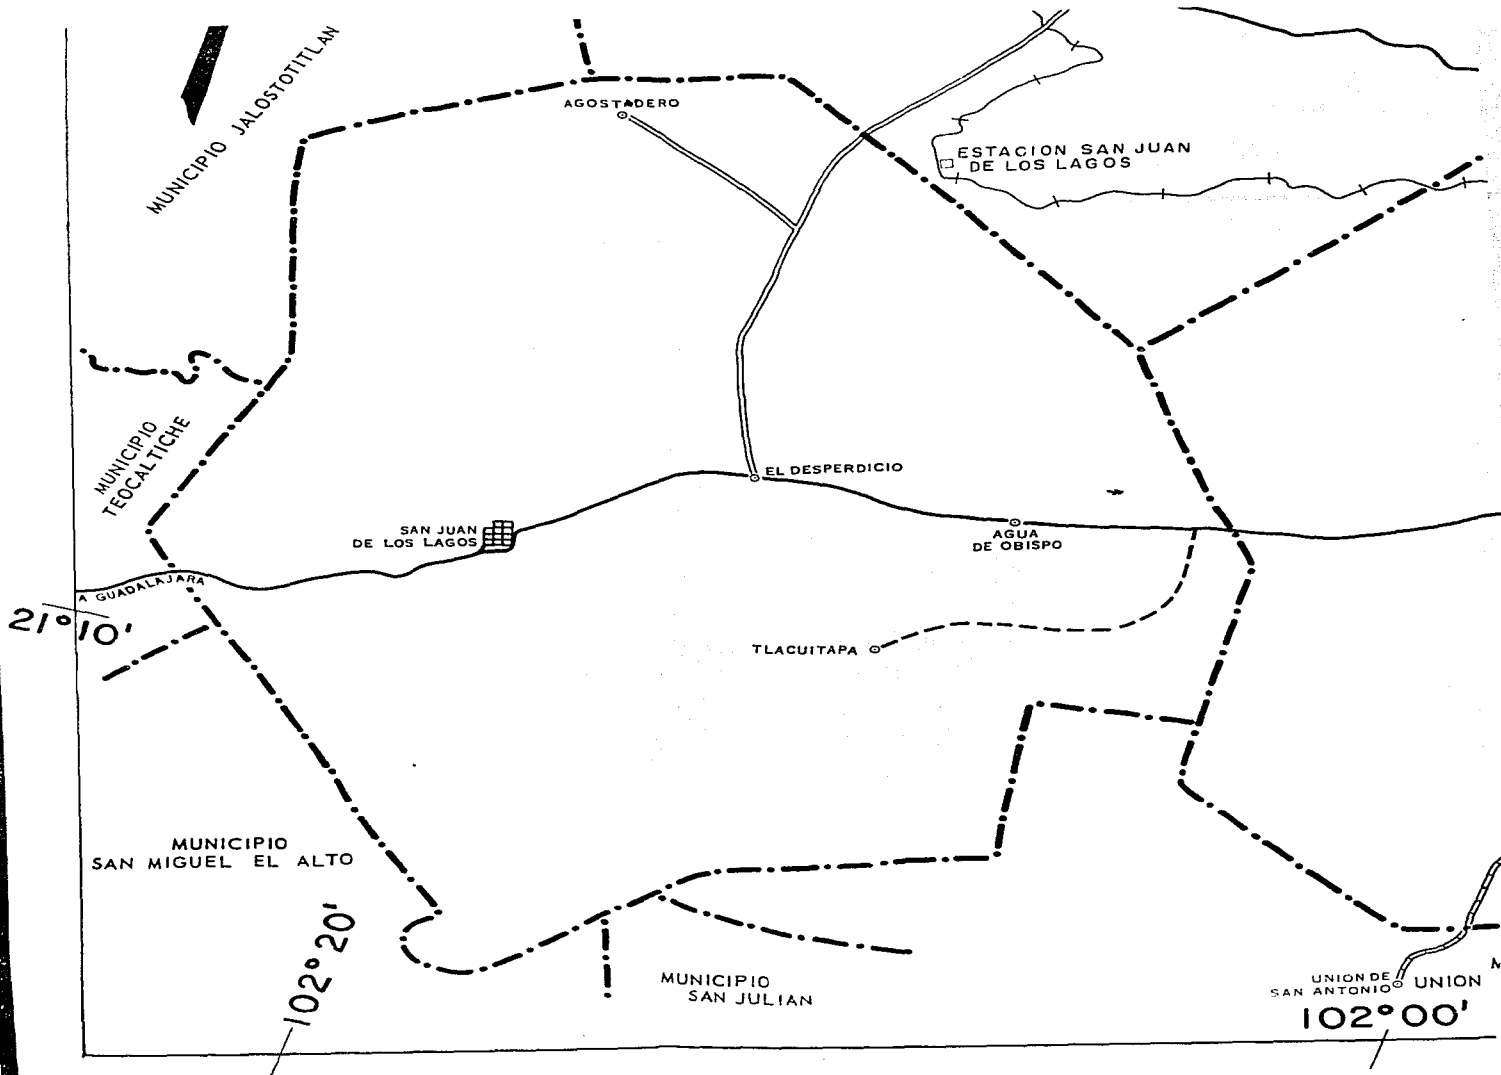 MUNICIPIO JALOSTOTITLAN
AGOSTADERO
ESTACION SAN JUAN
DE LOS LAGOS
MUNICIPIO
TEOCALTICHE
EL DESPERDICIO
SAN JUAN
DE LOS LAGOS
AGUA
DE OBISPO
A GUADALAJARA
21°10'
TLACUITAPA
MUNICIPIO
SAN MIGUEL EL ALTO
102°20'
MUNICIPIO
SAN JULIAN
UNION DE
SAN ANTONIO
UNION
M
102°00'